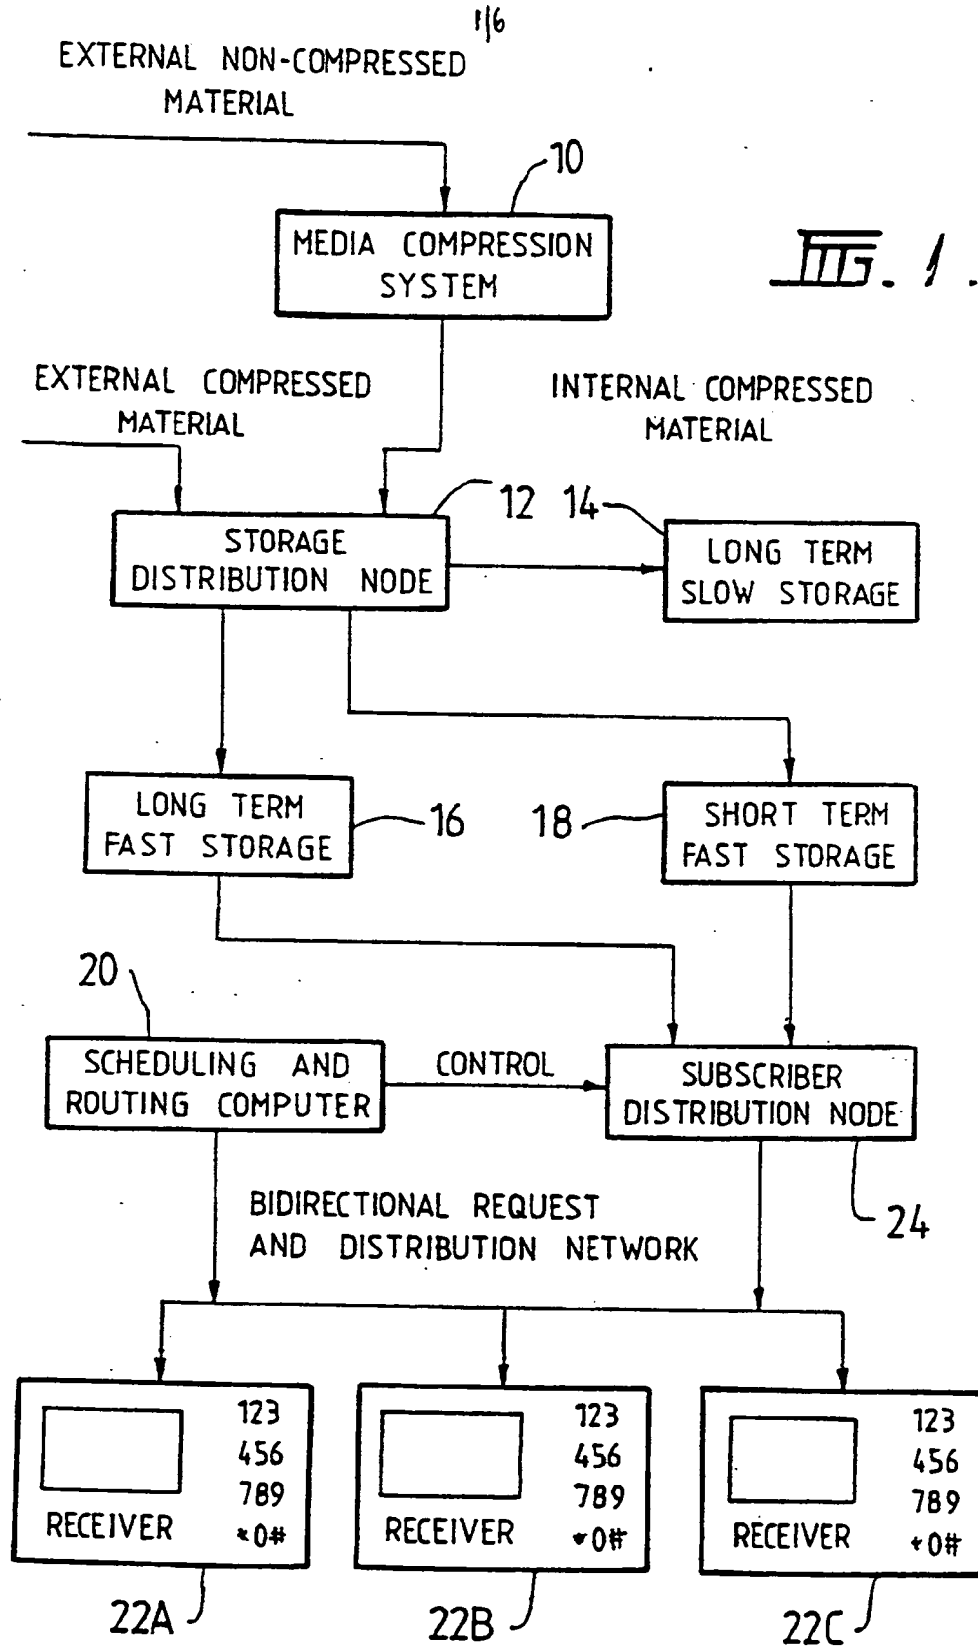 1/6
EXTERNAL NON-COMPRESSED
MATERIAL
10
MEDIA COMPRESSION
SYSTEM
FIG. 1.
EXTERNAL COMPRESSED
MATERIAL
INTERNAL COMPRESSED
MATERIAL
12
14
STORAGE
DISTRIBUTION NODE
LONG TERM
SLOW STORAGE
LONG TERM
FAST STORAGE
16
18
SHORT TERM
FAST STORAGE
20
SCHEDULING AND
ROUTING COMPUTER
CONTROL
SUBSCRIBER
DISTRIBUTION NODE
24
BIDIRECTIONAL REQUEST
AND DISTRIBUTION NETWORK
123
456
789
*0#
RECEIVER
22A
123
456
789
*0#
RECEIVER
22B
123
456
789
*0#
RECEIVER
22C